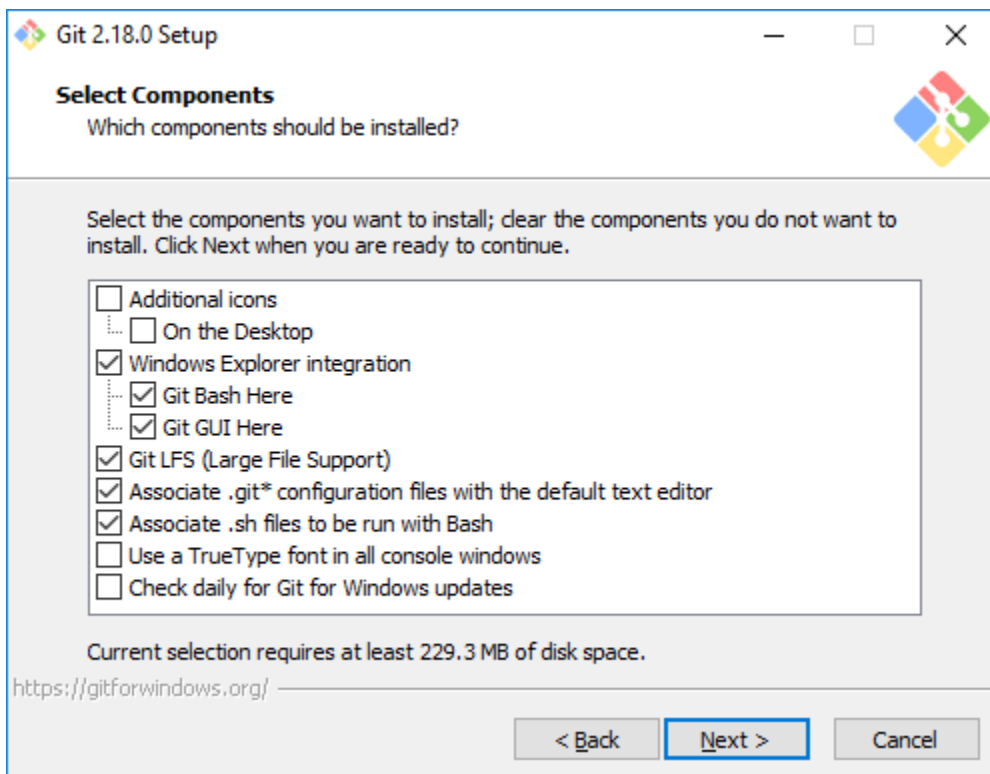 Git 2.18.0 Setup
Select Components
Which components should be installed?
Select the components you want to install; clear the components you do not want to
install. Click Next when you are ready to continue.
Additional icons
On the Desktop
Windows Explorer integration
Git Bash Here
Git GUI Here
Git LFS (Large File Support)
Associate .git* configuration files with the default text editor
Associate .sh files to be run with Bash
Use a TrueType font in all console windows
Check daily for Git for Windows updates
Current selection requires at least 229.3 MB of disk space.
https://gitforwindows.org/
< Back
Next >
Cancel